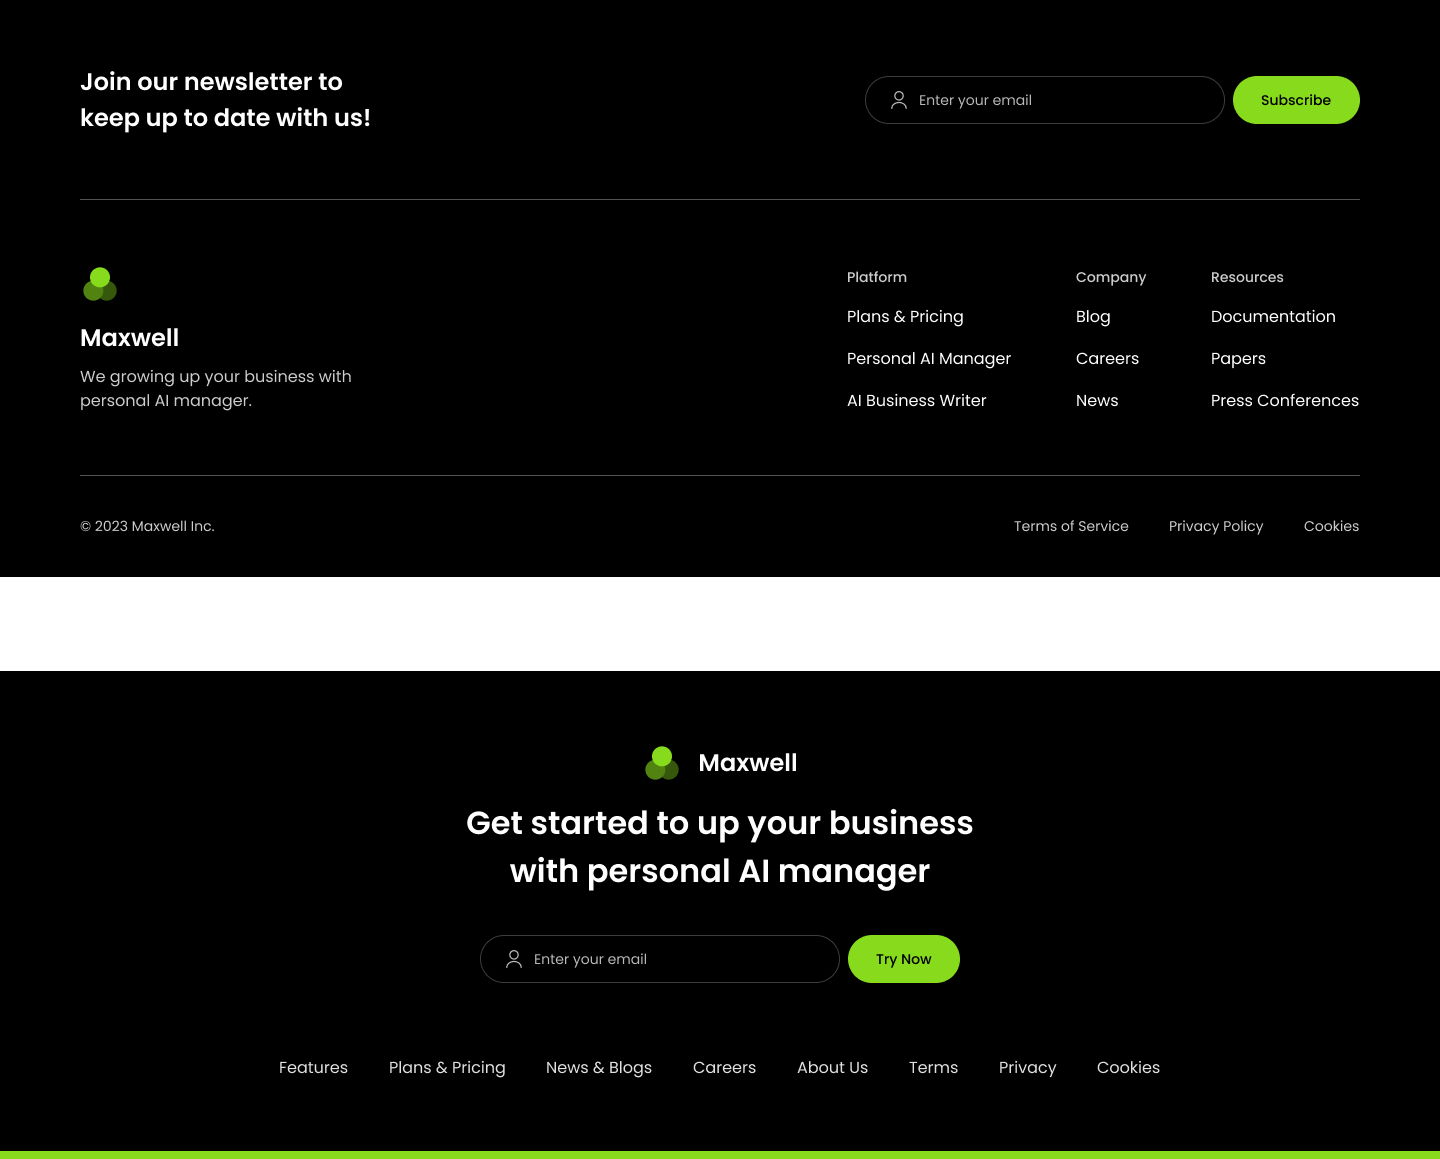 Join our newsletter to
keep up to date with us!
Enter your email
Subscribe
Maxwell
We growing up your business with
personal AI manager.
Platform
Plans & Pricing
Personal AI Manager
AI Business Writer
Company
Blog
Careers
News
Resources
Documentation
Papers
Press Conferences
© 2023 Maxwell Inc.
Terms of Service
Privacy Policy
Cookies
Maxwell
Get started to up your business
with personal AI manager
Enter your email
Try Now
Features
Plans & Pricing
News & Blogs
Careers
About Us
Terms
Privacy
Cookies